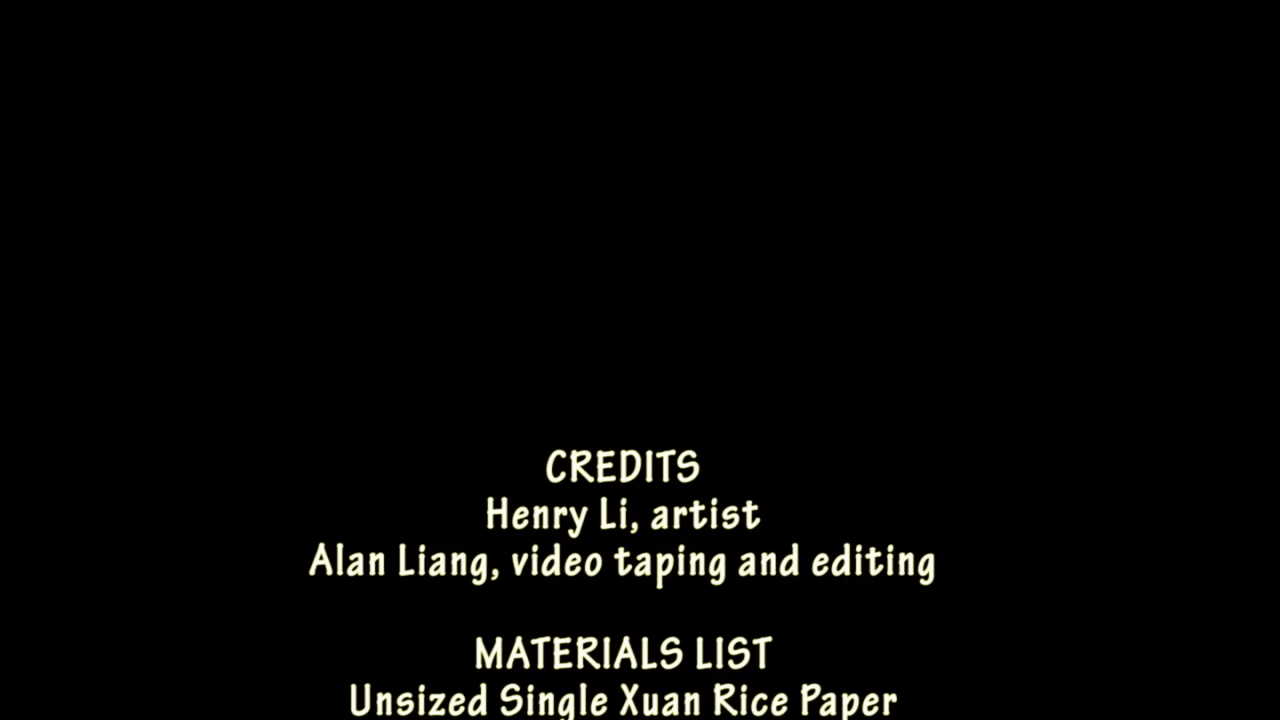 CREDITS
Henry Li, artist
Alan Liang, video taping and editing
MATERIALS LIST
Unsized Single Xuan Rice Paper